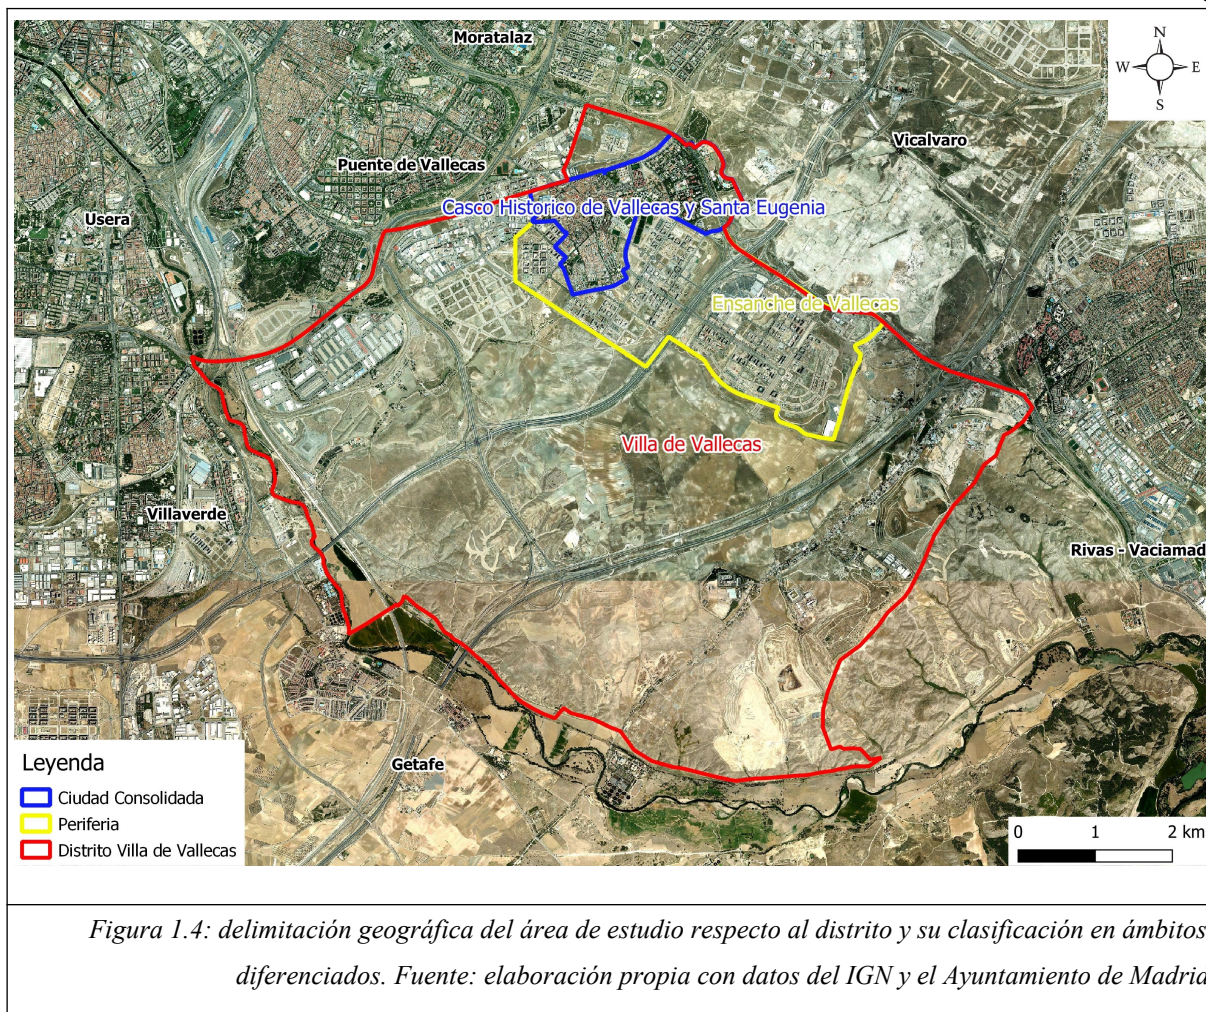 Moratalaz
N
W E
S
Vicalvaro
Puente de Vallecas
Usera
Casco Historico de Vallecas y Santa Eugenia
Ensanche de Vallecas
Villa de Vallecas
Villaverde
Rivas - Vaciamad
Getafe
Leyenda
Ciudad Consolidada
Periferia
Distrito Villa de Vallecas
0 1 2 km
Figura 1.4: delimitación geográfica del área de estudio respecto al distrito y su clasificación en ámbitos
diferenciados. Fuente: elaboración propia con datos del IGN y el Ayuntamiento de Madrid